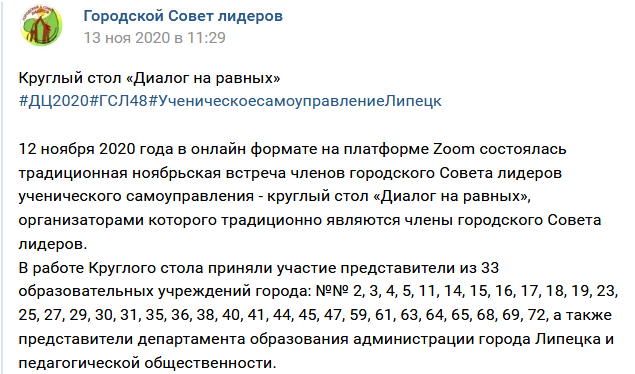 Городской Совет лидеров
13 ноя 2020 в 11:29
Круглый стол «Диалог на равных»
#ДЦ2020#ГСЛ48#УченическоесамоуправлениеЛипецк
12 ноября 2020 года в онлайн формате на платформе Zoom состоялась
традиционная ноябрьская встреча членов городского Совета лидеров
ученического самоуправления - круглый стол «Диалог на равных»,
организаторами которого традиционно являются члены городского Совета
лидеров.
В работе Круглого стола приняли участие представители из 33
образовательных учреждений города: №№ 2, 3, 4, 5, 11, 14, 15, 16, 17, 18, 19, 23,
25, 27, 29, 30, 31, 35, 36, 38, 40, 41, 44, 45, 47, 59, 61, 63, 64, 65, 68, 69, 72, а также
представители департамента образования администрации города Липецка и
педагогической общественности.